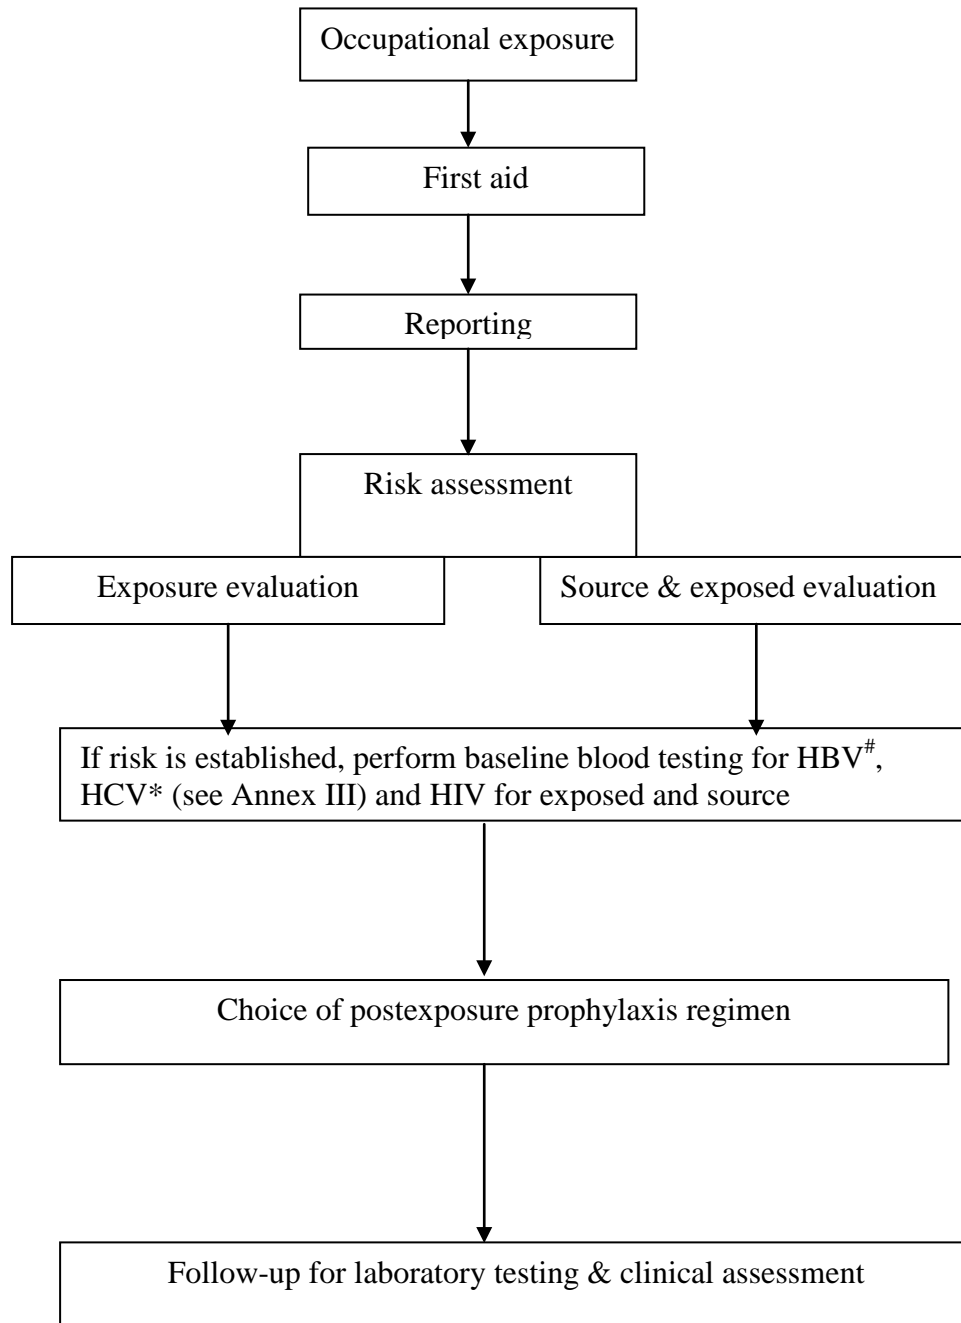 Occupational exposure
First aid
Reporting
Risk assessment
Exposure evaluation
Source & exposed evaluation
If risk is established, perform baseline blood testing for HBV#,
HCV* (see Annex III) and HIV for exposed and source
Choice of postexposure prophylaxis regimen
Follow-up for laboratory testing & clinical assessment